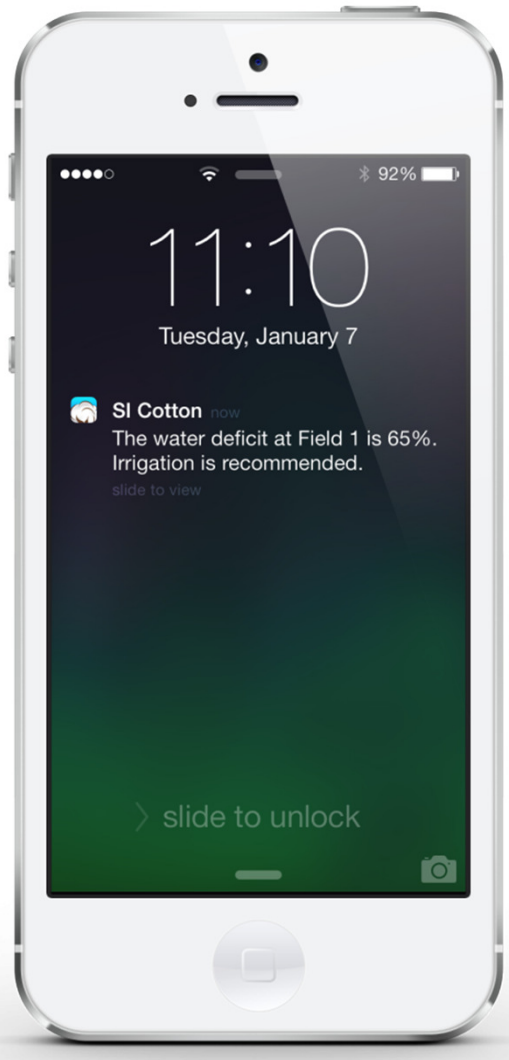 92%
11:10
Tuesday, January 7
SI Cotton now
The water deficit at Field 1 is 65%.
Irrigation is recommended.
slide to view
slide to unlock